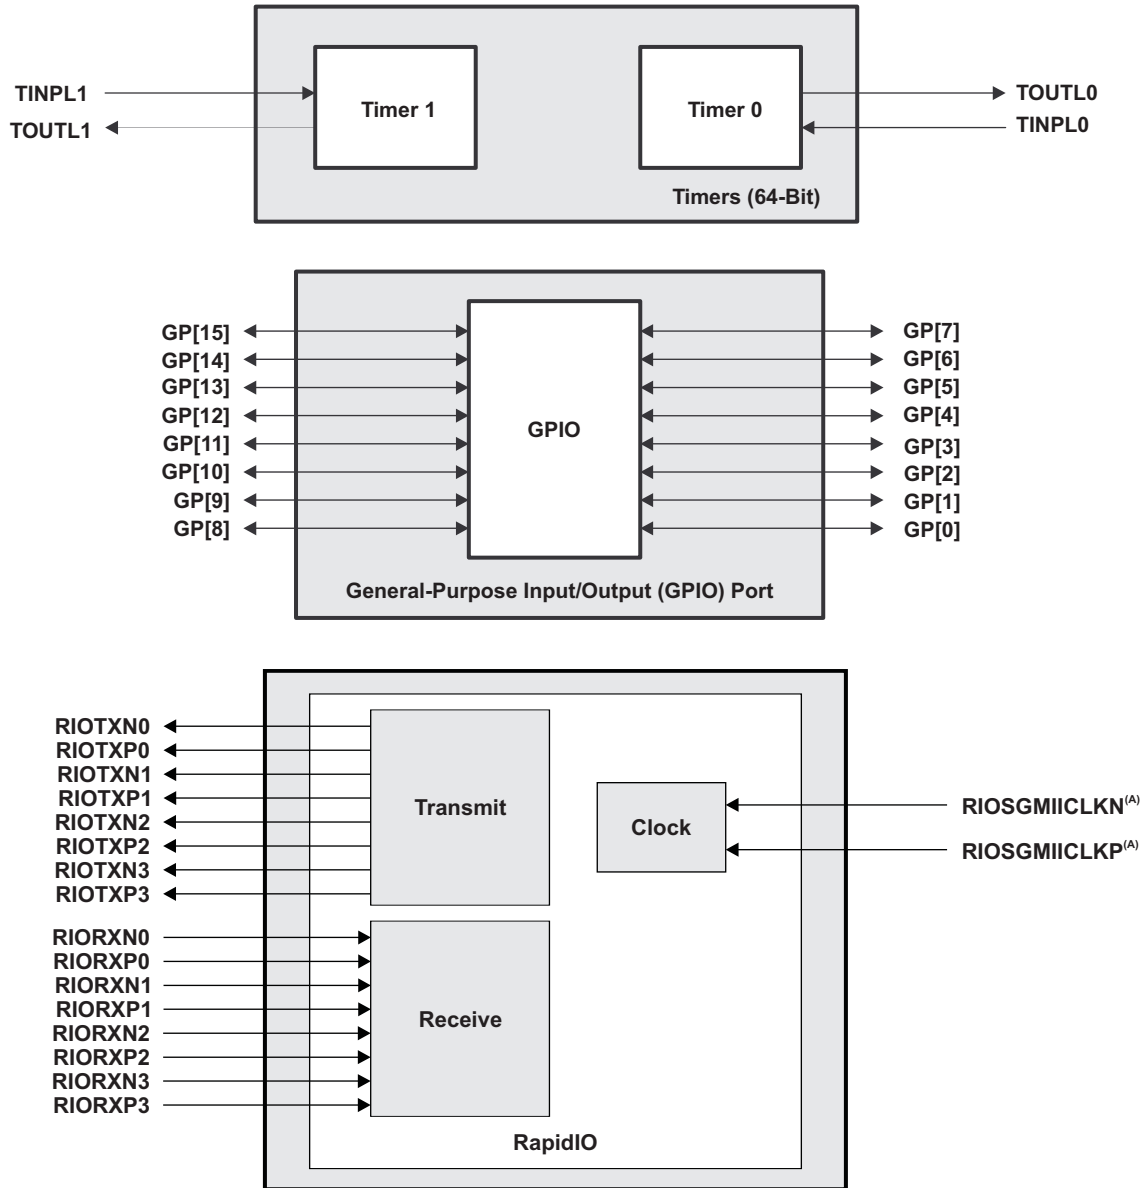 TINPL1
TOUTL1
Timer 1
Timer 0
TOUTL0
TINPL0
Timers (64-Bit)
GP[15]
GP[14]
GP[13]
GP[12]
GP[11]
GP[10]
GP[9]
GP[8]
GPIO
GP[7]
GP[6]
GP[5]
GP[4]
GP[3]
GP[2]
GP[1]
GP[0]
General-Purpose Input/Output (GPIO) Port
RIOTXN0
RIOTXP0
RIOTXN1
RIOTXP1
RIOTXN2
RIOTXP2
RIOTXN3
RIOTXP3
Transmit
Clock
RIOSGMIICLKN(A)
RIOSGMIICLKP(A)
RIORXN0
RIORXP0
RIORXN1
RIORXP1
RIORXN2
RIORXP2
RIORXN3
RIORXP3
Receive
RapidIO